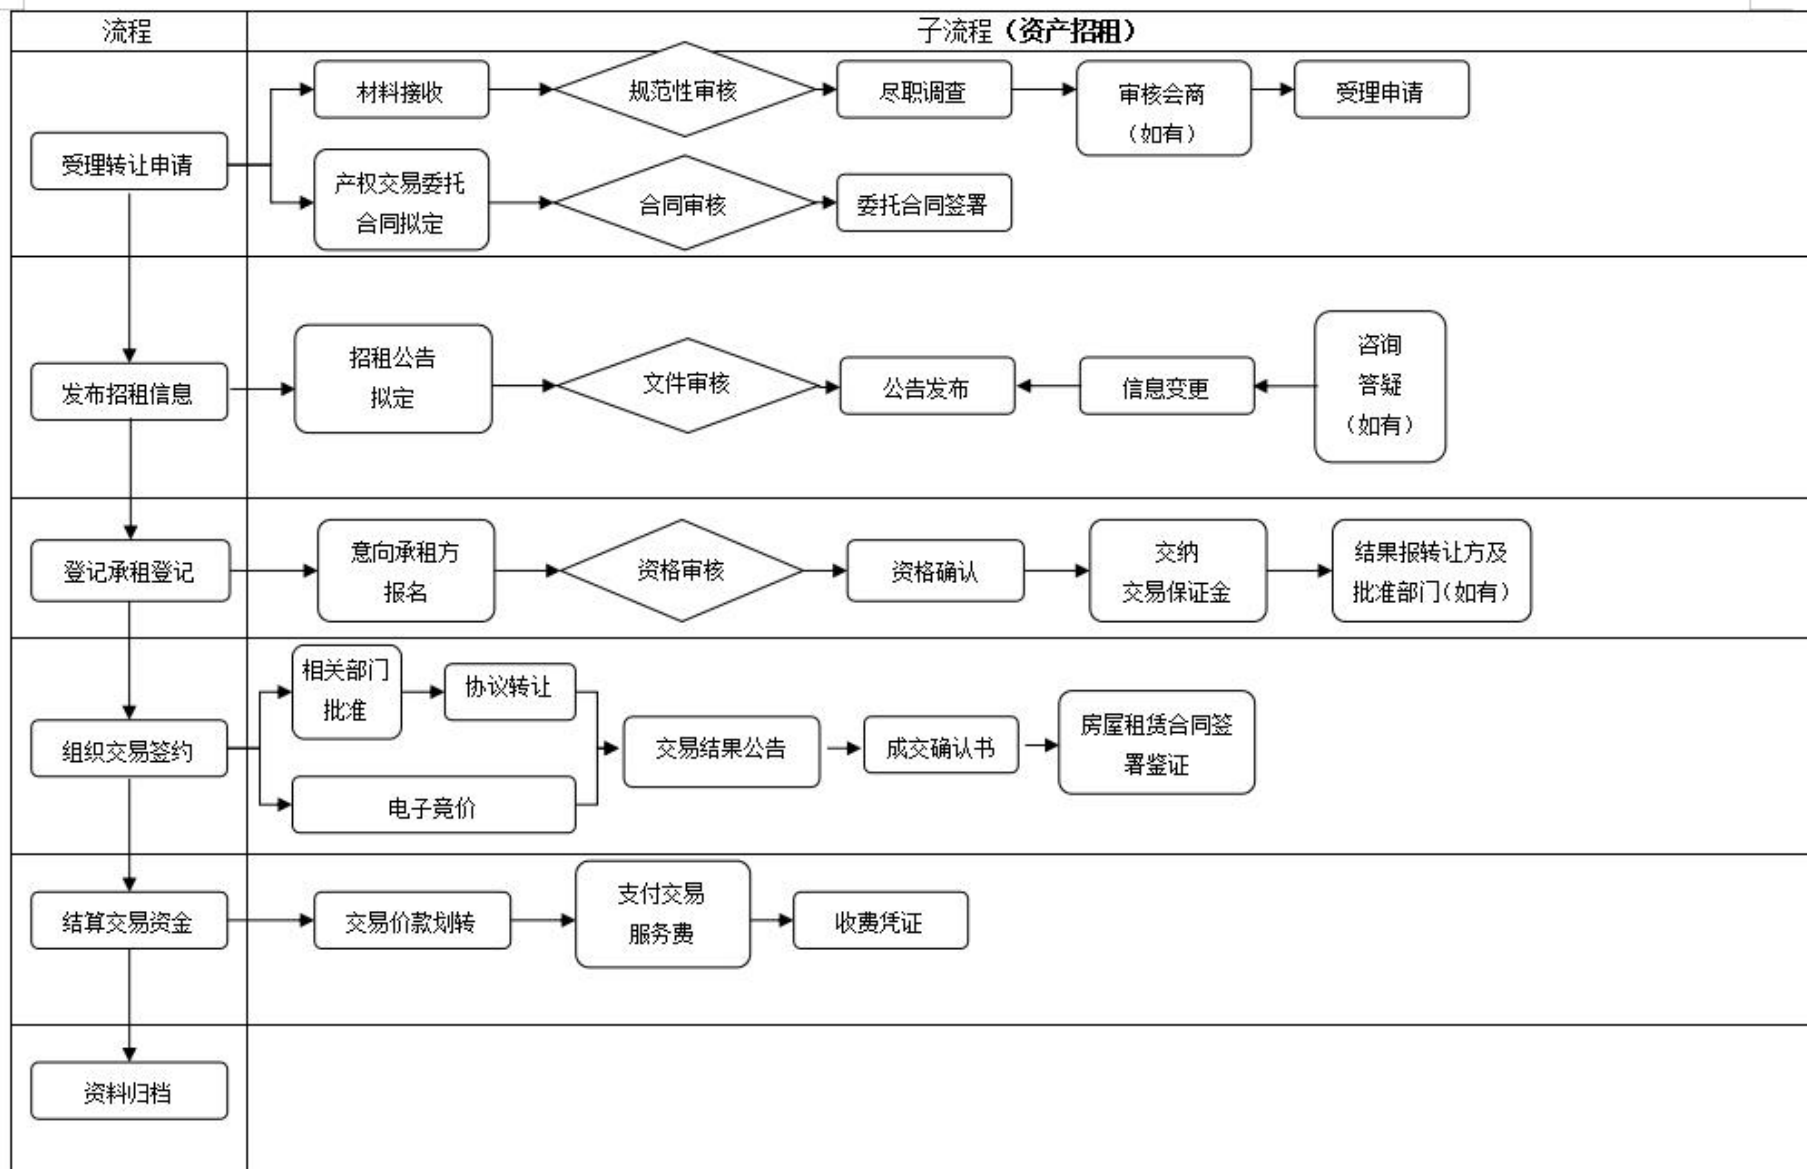 流程
子流程（资产招租）
受理转让申请
材料接收
规范性审核
尽职调查
审核会商
（如有）
受理申请
产权交易委托
合同拟定
合同审核
委托合同签署
发布招租信息
招租公告
拟定
文件审核
公告发布
信息变更
咨询
答疑
（如有）
登记承租登记
意向承租方
报名
资格审核
资格确认
交纳
交易保证金
结果报转让方及
批准部门（如有）
组织交易签约
相关部门
批准
协议转让
电子竞价
交易结果公告
成交确认书
房屋租赁合同签
署鉴证
结算交易资金
交易价款划转
支付交易
服务费
收费凭证
资料归档